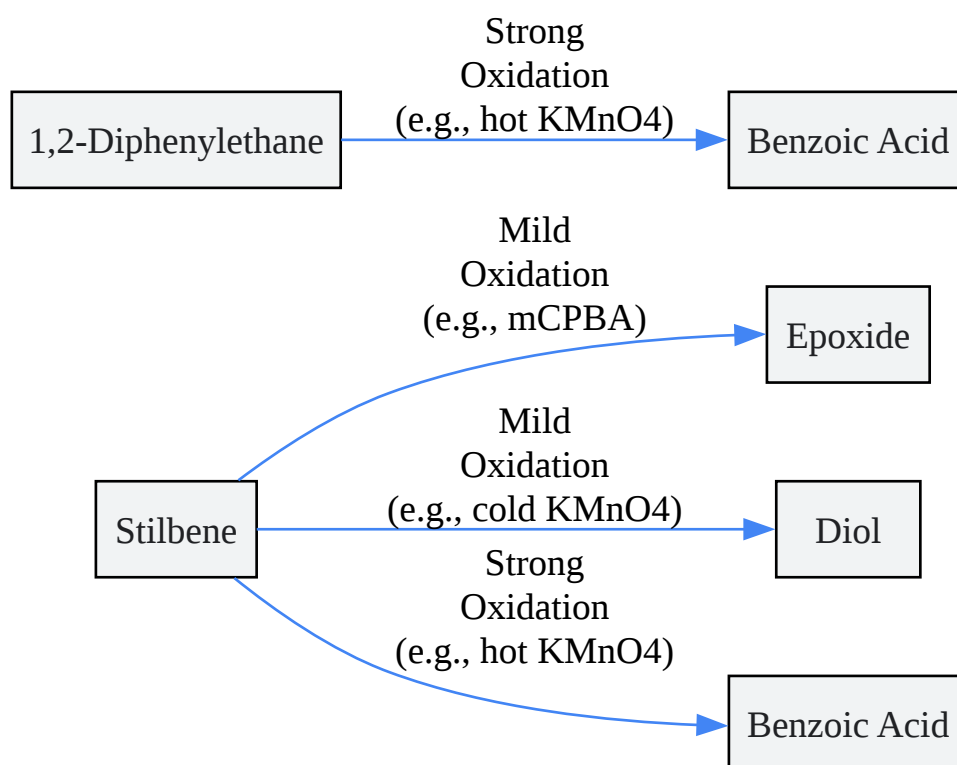 Strong
Oxidation
(e.g., hot KMnO4)
1,2-Diphenylethane
Benzoic Acid
Mild
Oxidation
(e.g., mCPBA)
Epoxide
Mild
Oxidation
(e.g., cold KMnO4)
Stilbene
Diol
Strong
Oxidation
(e.g., hot KMnO4)
Benzoic Acid